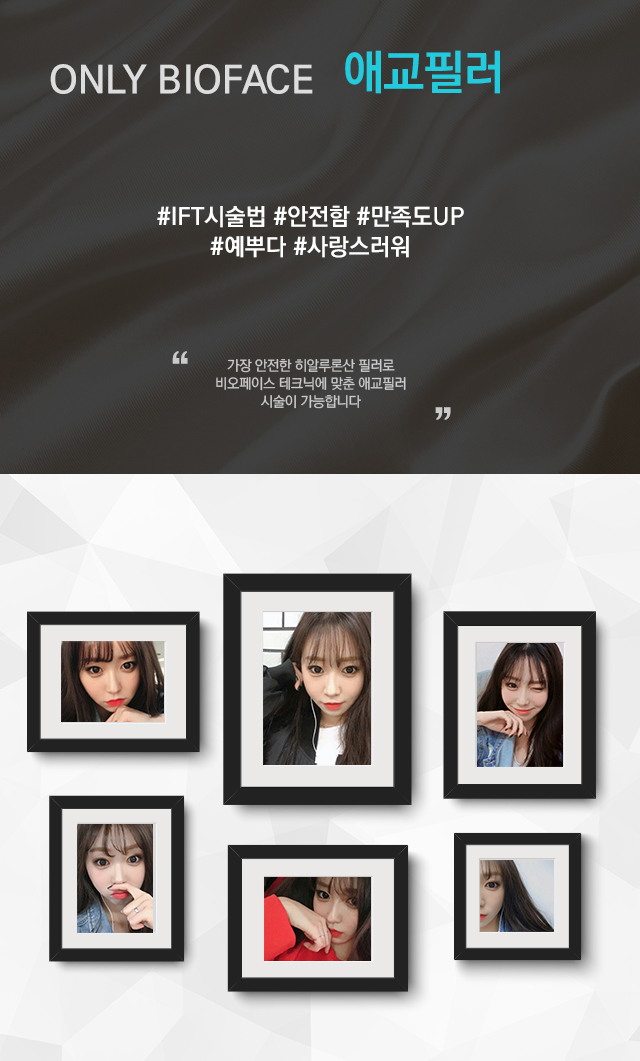 ONLY BIOFACE 애교필러
#IFT시술법 #안전함 #만족도UP
#예쁘다 #사랑스러워
“ 가장 안전한 히알루론산 필러로
비오페이스 테크닉에 맞춘 애교필러
시술이 가능합니다 ”